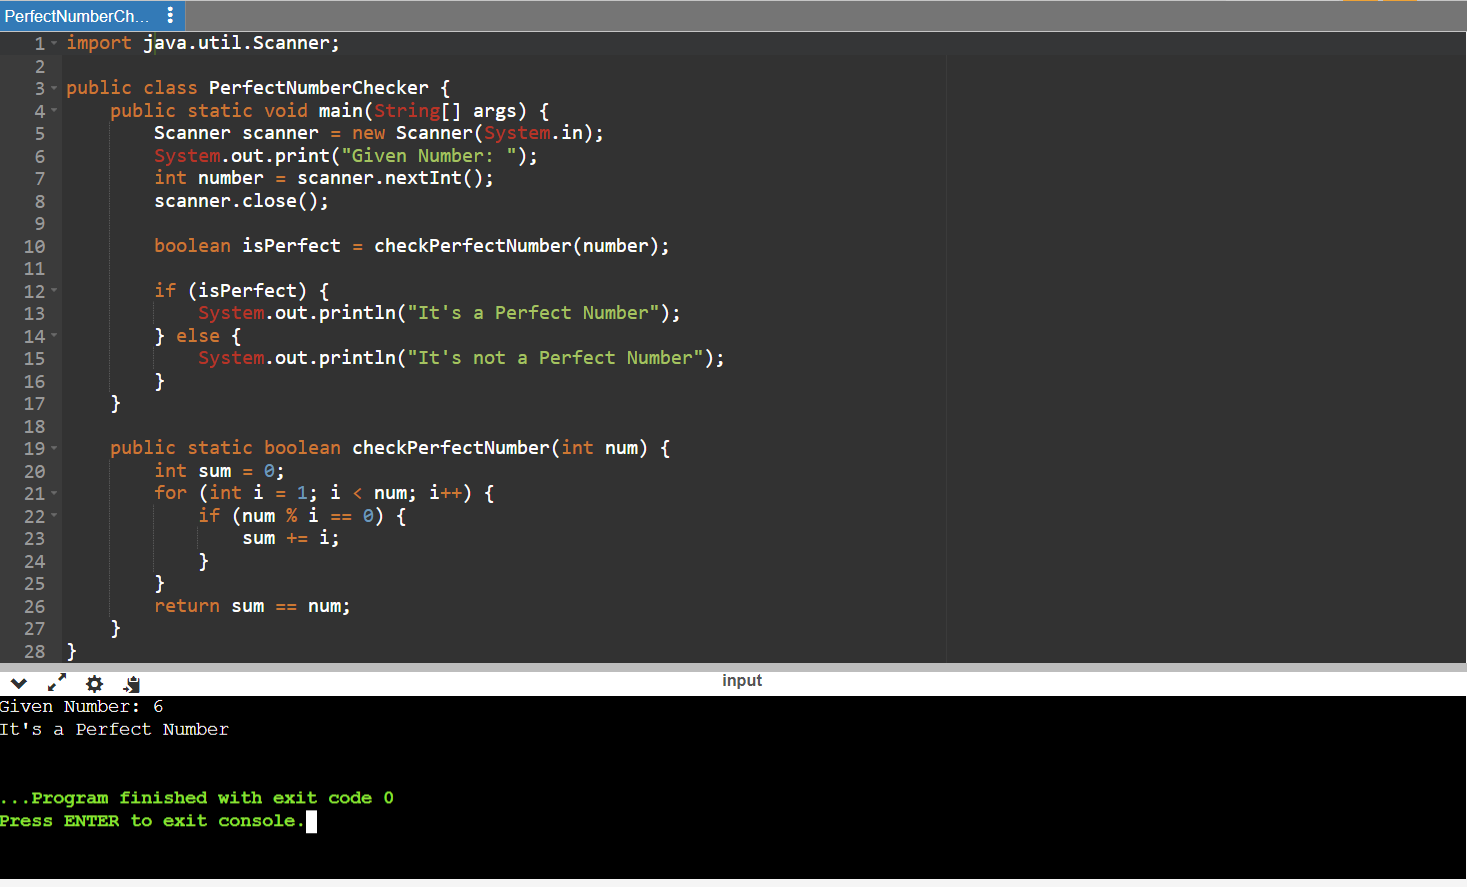 PerfectNumberCh...
1 import java.util.Scanner;
2
3 public class PerfectNumberChecker {
4     public static void main(String[] args) {
5         Scanner scanner = new Scanner(System.in);
6         System.out.print("Given Number: ");
7         int number = scanner.nextInt();
8         scanner.close();
9
10         boolean isPerfect = checkPerfectNumber(number);
11
12         if (isPerfect) {
13             System.out.println("It's a Perfect Number");
14         } else {
15             System.out.println("It's not a Perfect Number");
16         }
17     }
18
19     public static boolean checkPerfectNumber(int num) {
20         int sum = 0;
21         for (int i = 1; i < num; i++) {
22             if (num % i == 0) {
23                 sum += i;
24             }
25         }
26         return sum == num;
27     }
28 }
input
Given Number: 6
It's a Perfect Number
...Program finished with exit code 0
Press ENTER to exit console.